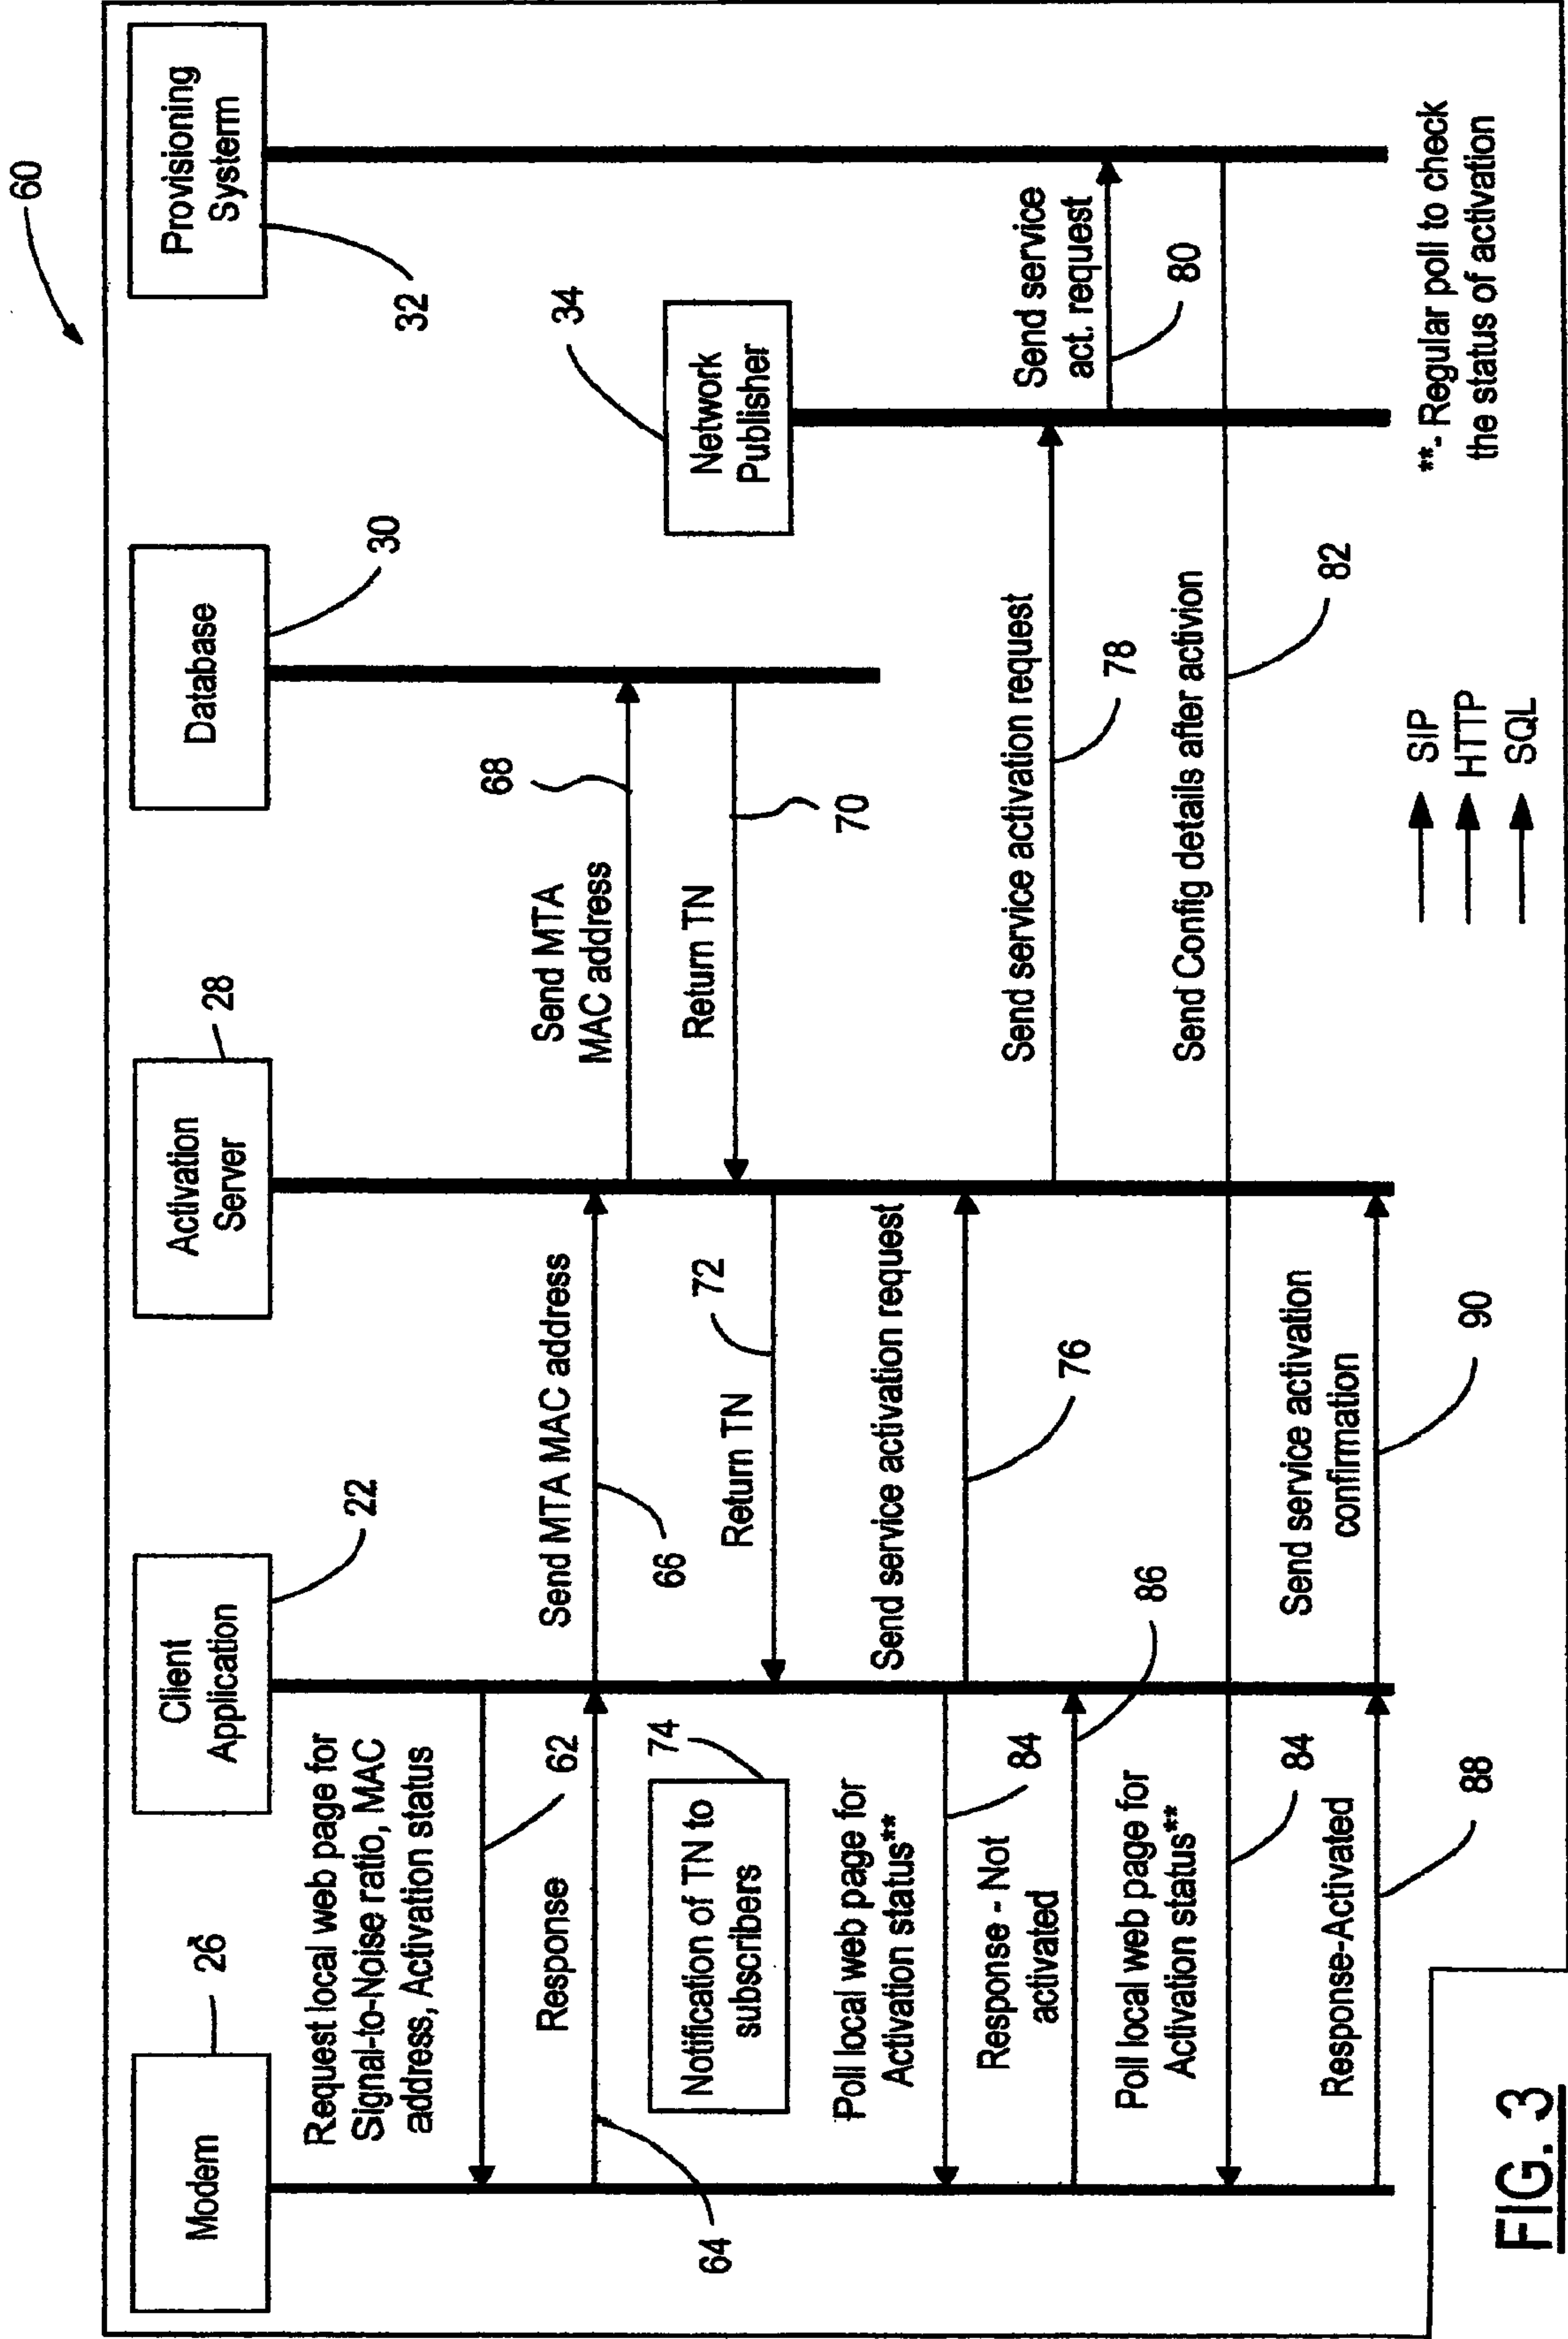 60
Modem
26
Client
Application
22
Activation
Server
28
Database
30
Provisioning
Systerm
32
Network
Publisher
34
Request local web page for
Signal-to-Noise ratio, MAC
address, Activation status
62
Response
64
Send MTA MAC address
66
Send MTA
MAC address
68
Return TN
70
Return TN
72
Notification of TN to
subscribers
74
Send service activation request
76
Send service activation request
78
Send service
act. request
80
Poll local web page for
Activation status**
84
Response - Not
activated
86
Send Config details after activion
82
Poll local web page for
Activation status**
84
Response-Activated
88
Send service activation
confirmation
90
SIP
HTTP
SQL
**- Regular poll to check
the status of activation
FIG. 3